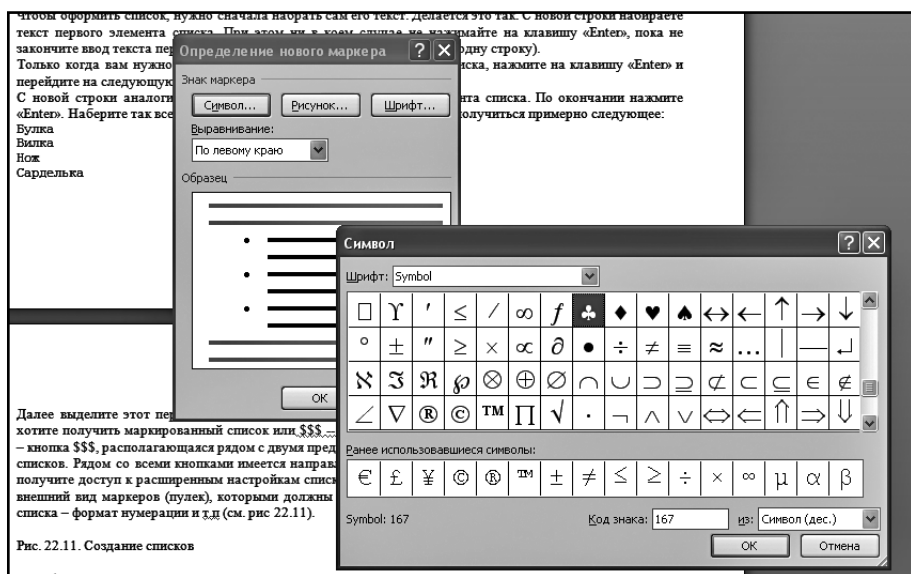 Чтобы оформить список, нужно сначала набрать сам его текст. Делается это так. С новой строки набираете
текст первого элемента списка. При этом ни в коем случае не нажимайте на клавишу «Enter», пока не
закончите ввод текста пер одну строку).
Только когда вам нужно иска, нажмите на клавишу «Enter» и
перейдите на следующую
С новой строки аналоги нта списка. По окончании нажмите
«Enter». Наберите так все олучиться примерно следующее:
Булка
Вилка
Нож
Сарделька
Определение нового маркера
Знак маркера
Символ... Рисунок... Шрифт...
Выравнивание:
По левому краю
Образец
ОК
Символ
Шрифт: Symbol
□ ϒ ′ ≤ ⁄ ∞ ƒ ♣ ♦ ♥ ♠ ↔ ← ↑ → ↓
° ± ″ ≥ × ∝ ∂ • ÷ ≠ ≡ ≈ … | — ↵
ℵ ℑ ℜ ℘ ⊗ ⊕ ∅ ∩ ∪ ⊃ ⊇ ⊄ ⊂ ⊆ ∈ ∉
∠ ∇ ® © ™ ∏ √ · ¬ ∧ ∨ ⇔ ⇐ ⇑ ⇒ ⇓
Ранее использовавшиеся символы:
€ £ ¥ © ® ™ ± ≠ ≤ ≥ ÷ × ∞ µ α β
Symbol: 167 Код знака: 167 из: Символ (дес.)
ОК Отмена
Далее выделите этот пер
хотите получить маркированный список или $$$ –
– кнопка $$$, располагающаяся рядом с двумя пред
списков. Рядом со всеми кнопками имеется направл
получите доступ к расширенным настройкам списк
внешний вид маркеров (пулек), которыми должны
списка – формат нумерации и т.п (см. рис 22.11).
Рис. 22.11. Создание списков